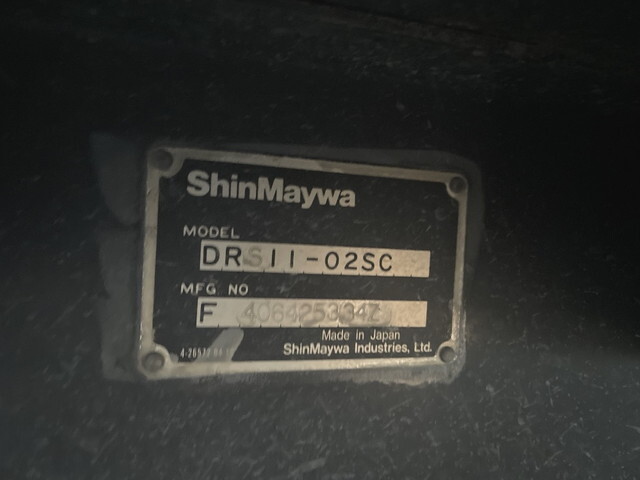 ShinMaywa
MODEL
DRS11-02SC
MFG NO
F
Made in Japan
ShinMaywa Industries, Ltd.